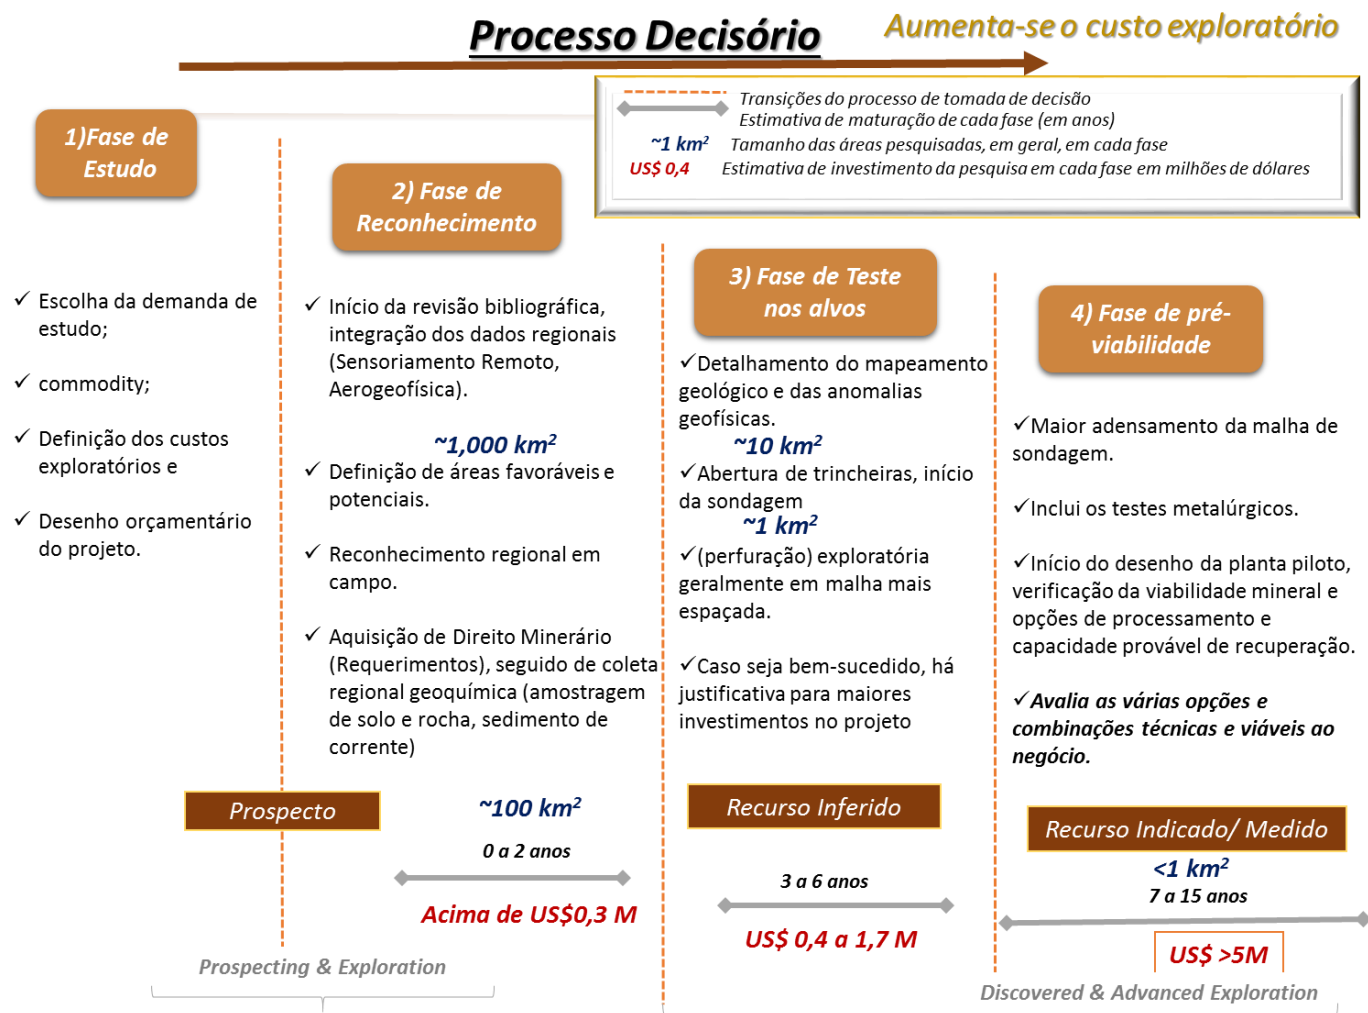 Processo Decisório
Aumenta-se o custo exploratório
Transições do processo de tomada de decisão
Estimativa de maturação de cada fase (em anos)
~1 km² Tamanho das áreas pesquisadas, em geral, em cada fase
US$ 0,4 Estimativa de investimento da pesquisa em cada fase em milhões de dólares
1)Fase de
Estudo
✓ Escolha da demanda de
estudo;
✓ commodity;
✓ Definição dos custos
exploratórios e
✓ Desenho orçamentário
do projeto.
Prospecto
2) Fase de
Reconhecimento
✓ Início da revisão bibliográfica,
integração dos dados regionais
(Sensoriamento Remoto,
Aerogeofísica).
~1,000 km²
✓ Definição de áreas favoráveis e
potenciais.
✓ Reconhecimento regional em
campo.
✓ Aquisição de Direito Minerário
(Requerimentos), seguido de coleta
regional geoquímica (amostragem
de solo e rocha, sedimento de
corrente)
~100 km²
0 a 2 anos
Acima de US$0,3 M
Prospecting & Exploration
3) Fase de Teste
nos alvos
✓Detalhamento do mapeamento
geológico e das anomalias
geofísicas.
~10 km²
✓Abertura de trincheiras, início
da sondagem
~1 km²
✓(perfuração) exploratória
geralmente em malha mais
espaçada.
✓Caso seja bem-sucedido, há
justificativa para maiores
investimentos no projeto
Recurso Inferido
3 a 6 anos
US$ 0,4 a 1,7 M
4) Fase de pré-
viabilidade
✓Maior adensamento da malha de
sondagem.
✓Inclui os testes metalúrgicos.
✓Início do desenho da planta piloto,
verificação da viabilidade mineral e
opções de processamento e
capacidade provável de recuperação.
✓Avalia as várias opções e
combinações técnicas e viáveis ao
negócio.
Recurso Indicado/ Medido
<1 km²
7 a 15 anos
US$ >5M
Discovered & Advanced Exploration